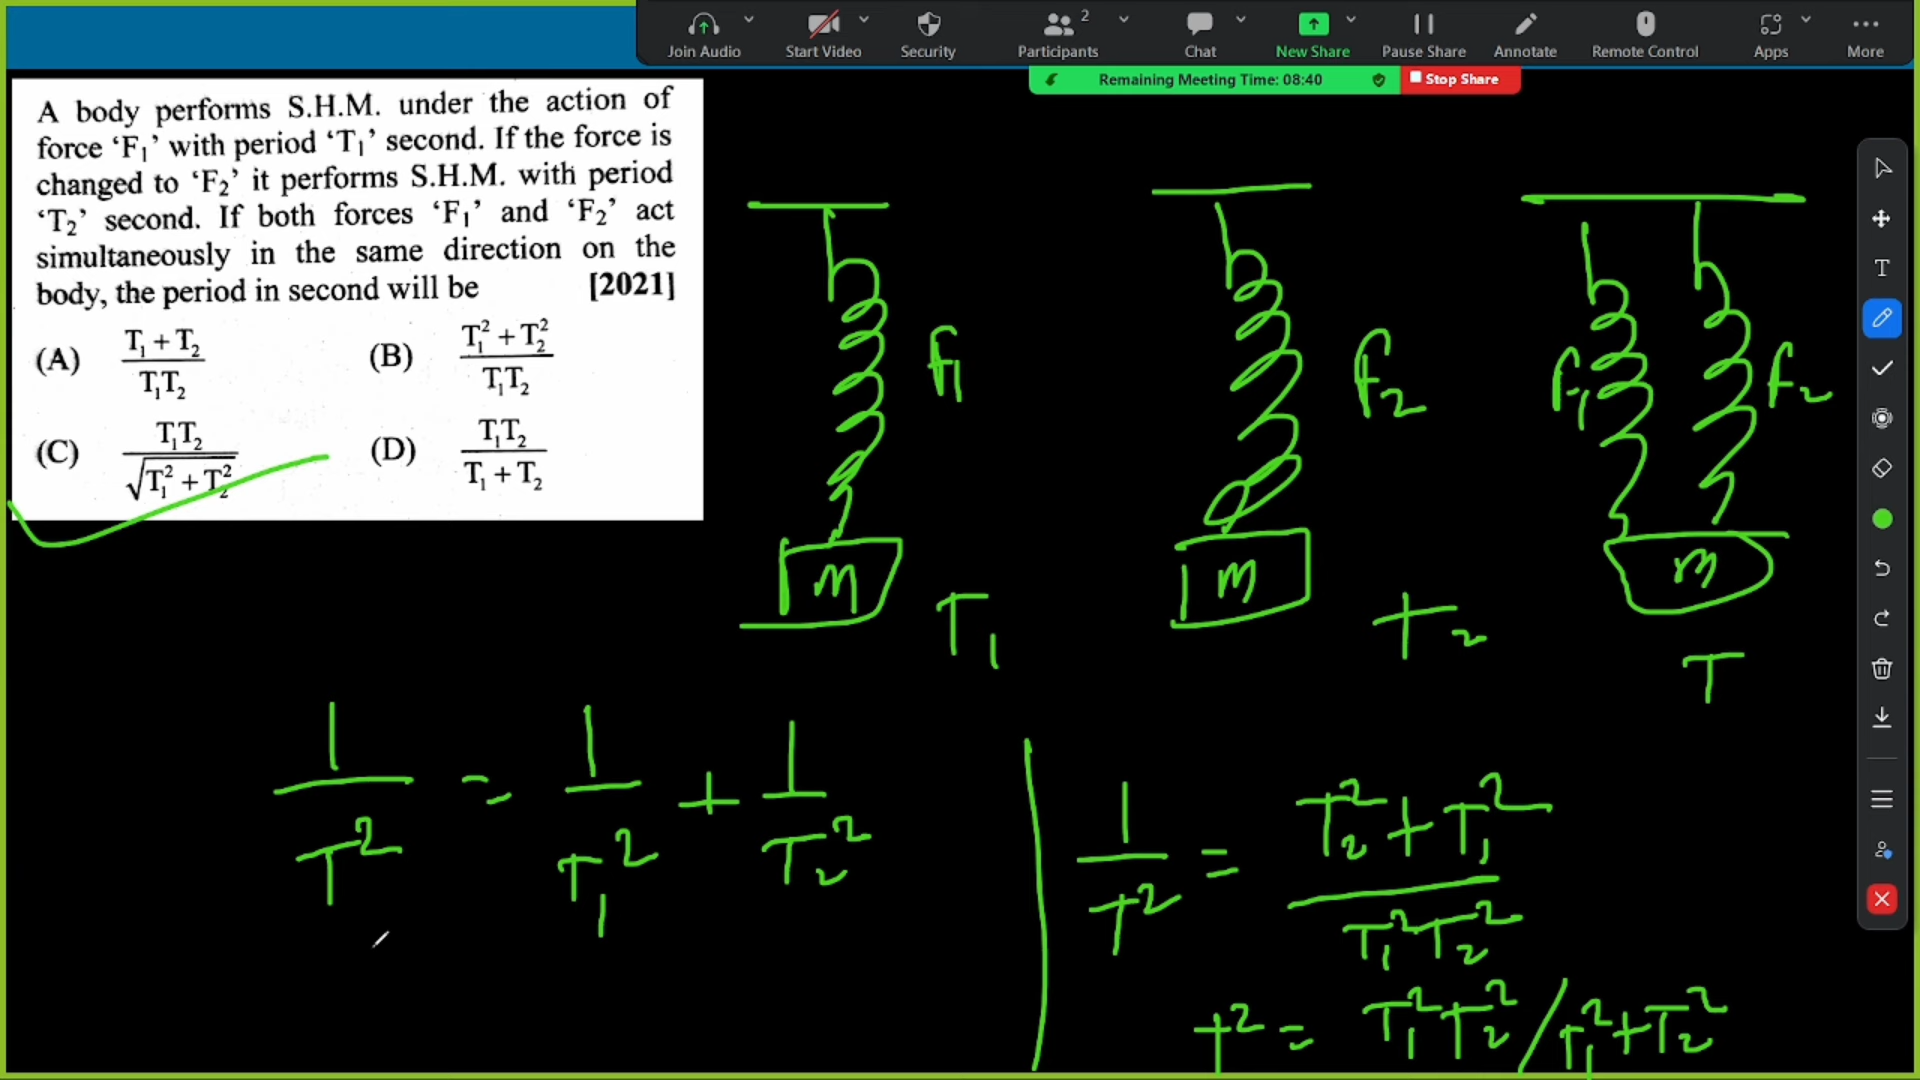 Join Audio
Start Video
Security
Participants
2
Chat
New Share
Pause Share
Annotate
Remote Control
Apps
More
Remaining Meeting Time: 08:40
Stop Share
A body performs S.H.M. under the action of
force ‘F₁’ with period ‘T₁’ second. If the force is
changed to ‘F₂’ it performs S.H.M. with period
‘T₂’ second. If both forces ‘F₁’ and ‘F₂’ act
simultaneously in the same direction on the
body, the period in second will be [2021]
(A) (T₁ + T₂)/(T₁T₂) (B) (T₁² + T₂²)/(T₁T₂)
(C) T₁T₂/√(T₁² + T₂²) (D) T₁T₂/(T₁ + T₂)
F₁
F₂
F₁
F₂
M
M
m
T₁
T₂
T
T
1/T² = 1/T₁² + 1/T₂²
1/T² = (T₂² + T₁²)/(T₁²T₂²)
T² = T₁²T₂² / T₁² + T₂²